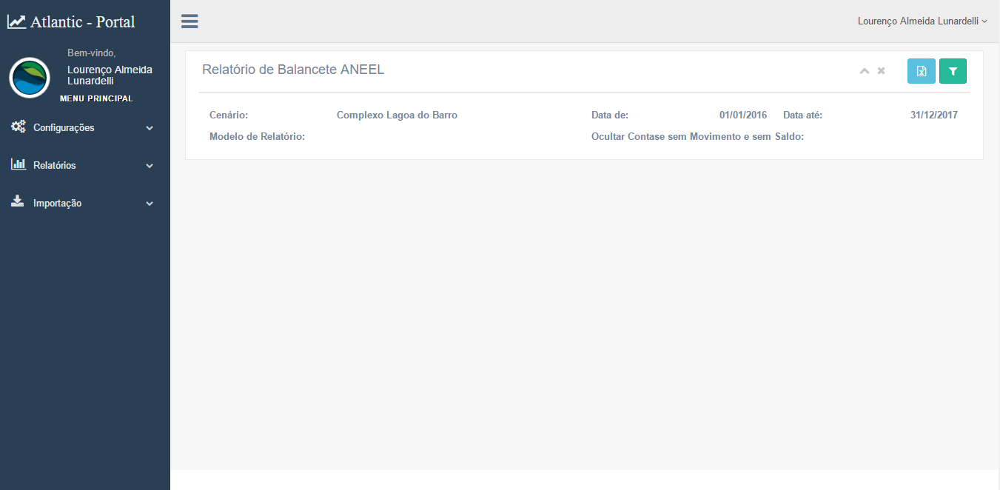 Atlantic - Portal
Bem-vindo,
Lourenço Almeida
Lunardelli
MENU PRINCIPAL
Configurações
Relatórios
Importação
Lourenço Almeida Lunardelli
Relatório de Balancete ANEEL
Cenário: Complexo Lagoa do Barro Data de: 01/01/2016 Data até: 31/12/2017
Modelo de Relatório: Ocultar Contase sem Movimento e sem Saldo: